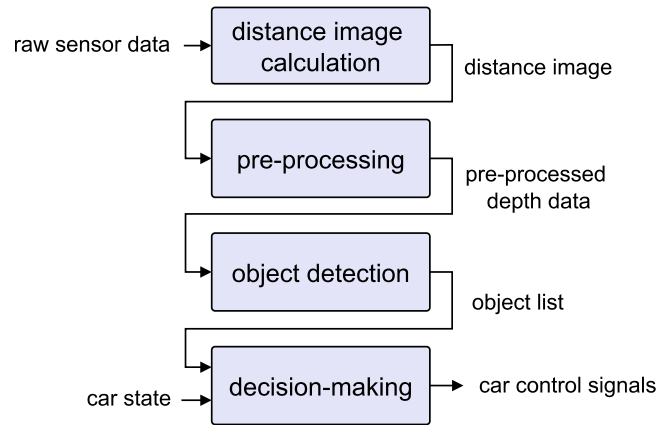 raw sensor data
distance image
calculation
distance image
pre-processing
pre-processed
depth data
object detection
object list
decision-making
car state
car control signals